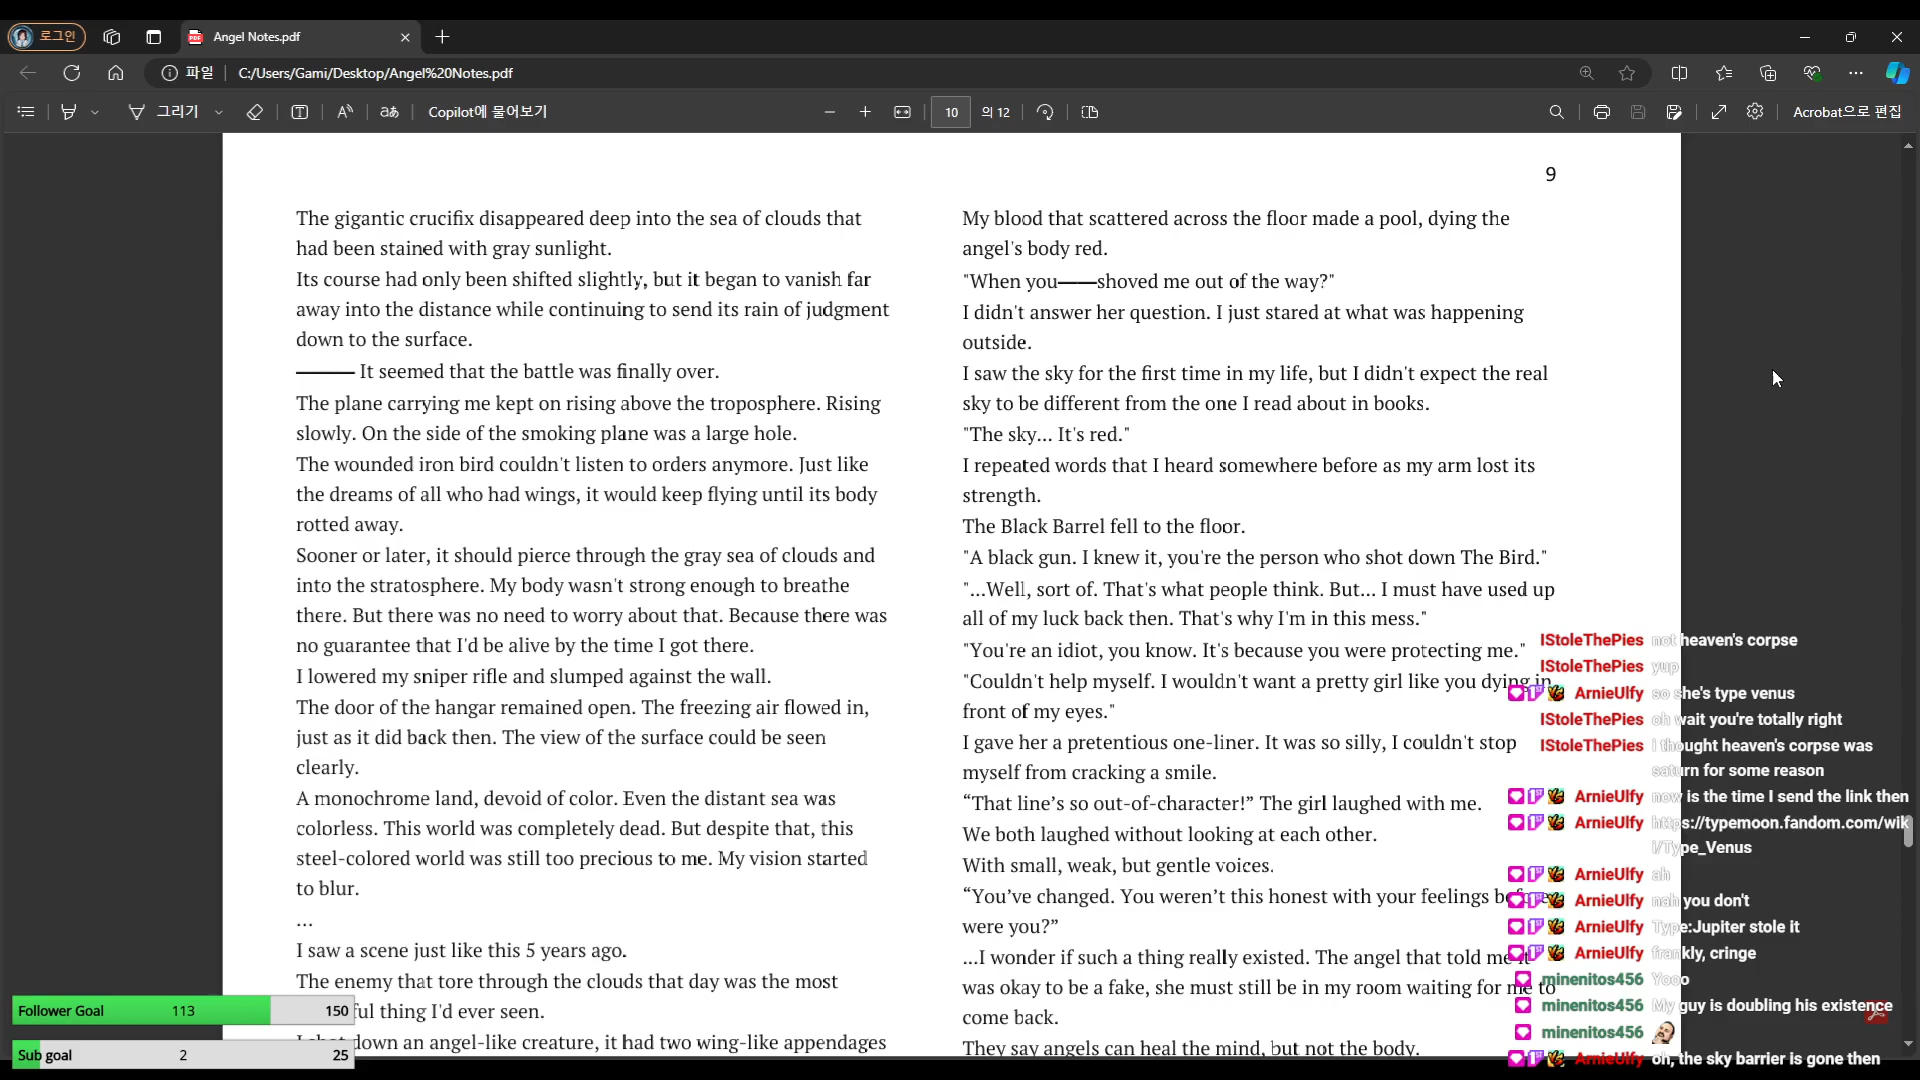 로그인
Angel Notes.pdf
파일
C:/Users/Gami/Desktop/Angel%20Notes.pdf
그리기
Copilot에 물어보기
10
의 12
Acrobat으로 편집
9
The gigantic crucifix disappeared deep into the sea of clouds that
had been stained with gray sunlight.
Its course had only been shifted slightly, but it began to vanish far
away into the distance while continuing to send its rain of judgment
down to the surface.
——— It seemed that the battle was finally over.
The plane carrying me kept on rising above the troposphere. Rising
slowly. On the side of the smoking plane was a large hole.
The wounded iron bird couldn't listen to orders anymore. Just like
the dreams of all who had wings, it would keep flying until its body
rotted away.
Sooner or later, it should pierce through the gray sea of clouds and
into the stratosphere. My body wasn't strong enough to breathe
there. But there was no need to worry about that. Because there was
no guarantee that I'd be alive by the time I got there.
I lowered my sniper rifle and slumped against the wall.
The door of the hangar remained open. The freezing air flowed in,
just as it did back then. The view of the surface could be seen
clearly.
A monochrome land, devoid of color. Even the distant sea was
colorless. This world was completely dead. But despite that, this
steel-colored world was still too precious to me. My vision started
to blur.
...
I saw a scene just like this 5 years ago.
The enemy that tore through the clouds that day was the most
ful thing I'd ever seen.
down an angel-like creature, it had two wing-like appendages
My blood that scattered across the floor made a pool, dying the
angel's body red.
"When you——shoved me out of the way?"
I didn't answer her question. I just stared at what was happening
outside.
I saw the sky for the first time in my life, but I didn't expect the real
sky to be different from the one I read about in books.
"The sky... It's red."
I repeated words that I heard somewhere before as my arm lost its
strength.
The Black Barrel fell to the floor.
"A black gun. I knew it, you're the person who shot down The Bird."
"...Well, sort of. That's what people think. But... I must have used up
all of my luck back then. That's why I'm in this mess."
"You're an idiot, you know. It's because you were protecting me."
"Couldn't help myself. I wouldn't want a pretty girl like you dying in
front of my eyes."
I gave her a pretentious one-liner. It was so silly, I couldn't stop
myself from cracking a smile.
“That line’s so out-of-character!” The girl laughed with me.
We both laughed without looking at each other.
With small, weak, but gentle voices.
“You’ve changed. You weren’t this honest with your feelings before
were you?”
...I wonder if such a thing really existed. The angel that told me it
was okay to be a fake, she must still be in my room waiting for me to
come back.
They say angels can heal the mind, but not the body.
IStoleThePies not heaven's corpse
IStoleThePies yup
ArnieUlfy so she's type venus
IStoleThePies oh wait you're totally right
IStoleThePies i thought heaven's corpse was
saturn for some reason
ArnieUlfy now is the time I send the link then
ArnieUlfy https://typemoon.fandom.com/wik
i/Type_Venus
ArnieUlfy ah
ArnieUlfy nah you don't
ArnieUlfy Type:Jupiter stole it
ArnieUlfy frankly, cringe
minenitos456 Yooo
minenitos456 My guy is doubling his existence
minenitos456
ArnieUlfy oh, the sky barrier is gone then
Follower Goal 113 150
Sub goal 2 25